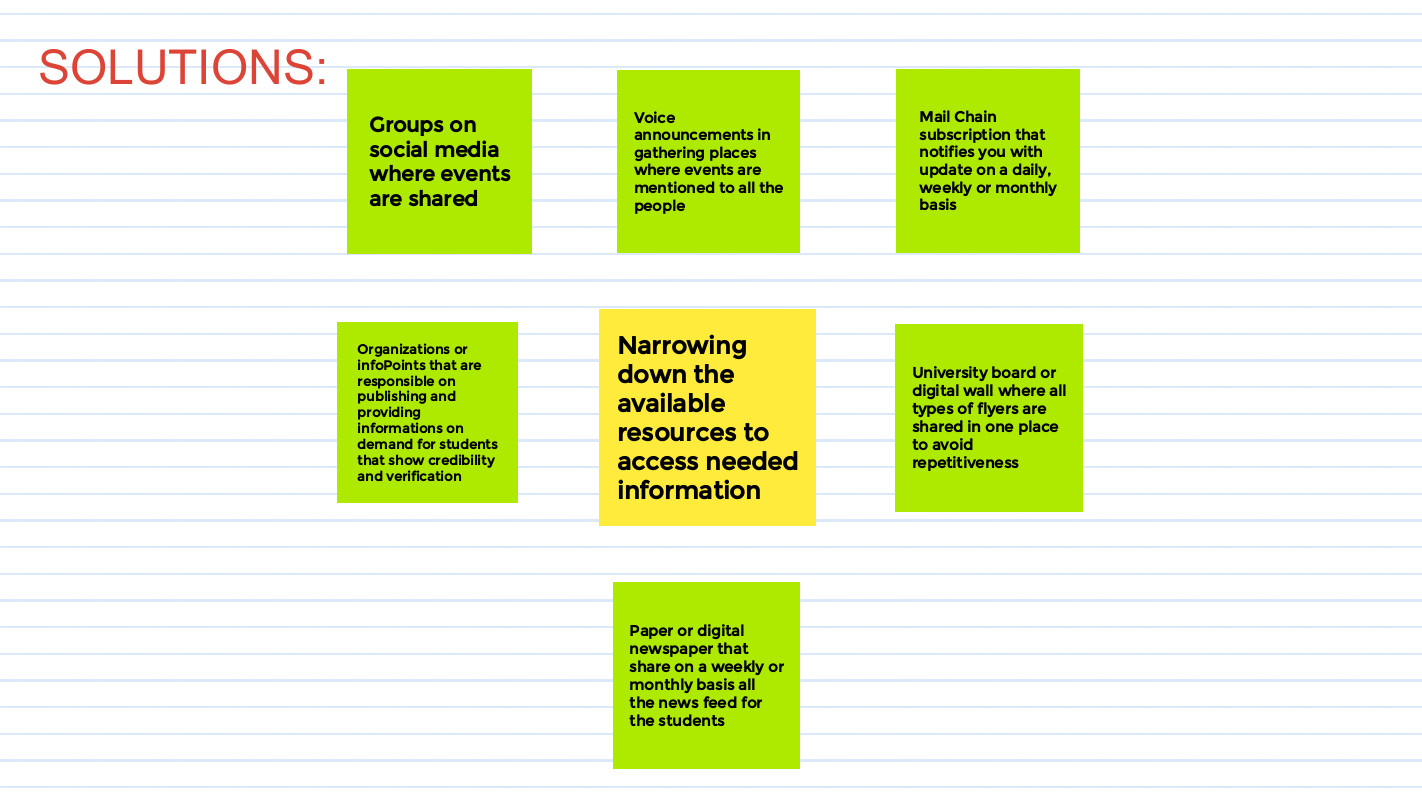 SOLUTIONS:
Groups on
social media
where events
are shared
Voice
announcements in
gathering places
where events are
mentioned to all the
people
Mail Chain
subscription that
notifies you with
update on a daily,
weekly or monthly
basis
Organizations or
infoPoints that are
responsible on
publishing and
providing
informations on
demand for students
that show credibility
and verification
Narrowing
down the
available
resources to
access needed
information
University board or
digital wall where all
types of flyers are
shared in one place
to avoid
repetitiveness
Paper or digital
newspaper that
share on a weekly or
monthly basis all
the news feed for
the students